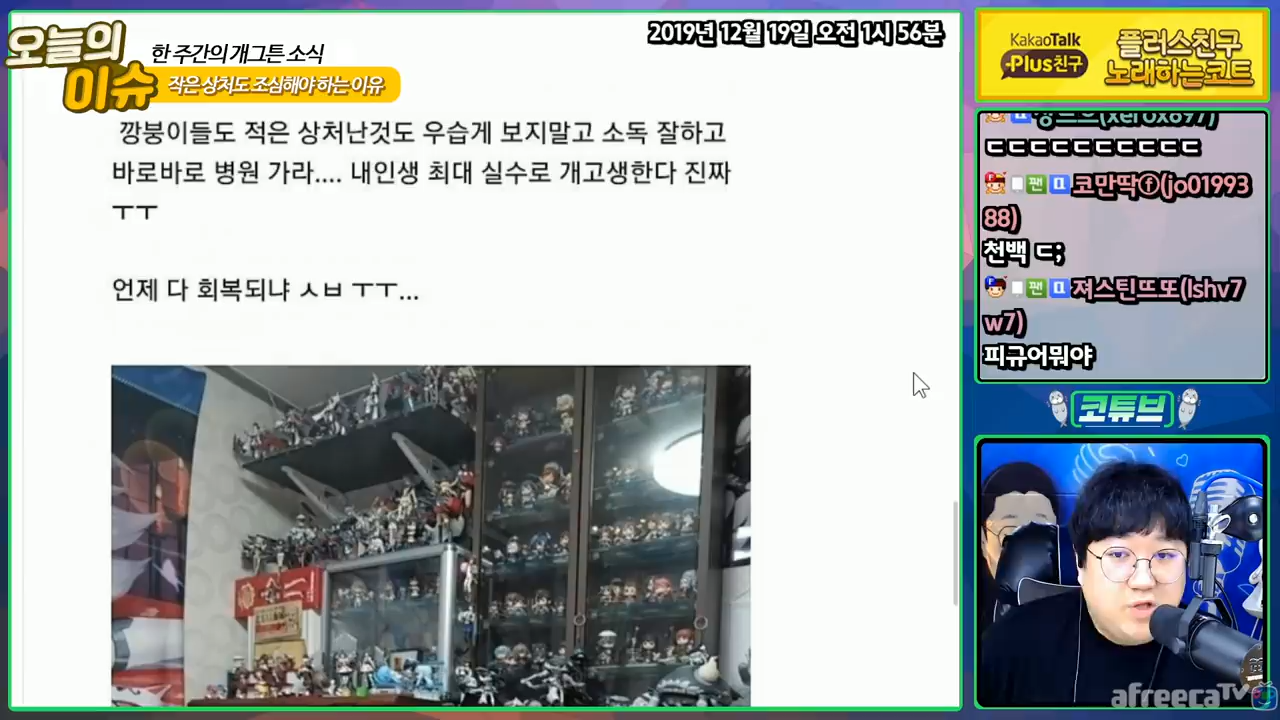 오늘의
이슈
한 주간의 개그튼 소식
작은 상처도 조심해야 하는 이유
2019년 12월 19일 오전 1시 56분
깡붕이들도 적은 상처난것도 우습게 보지말고 소독 잘하고
바로바로 병원 가라.... 내인생 최대 실수로 개고생한다 진짜
ㅜㅜ
언제 다 회복되냐 ㅅㅂ ㅜㅜ...
KakaoTalk
Plus친구
플러스친구
노래하는코트
ㄷㄷㄷㄷㄷㄷㄷㄷㄷㄷ
팬 코만딱ⓕ(jo01993
88)
천백 ㄷ;
팬 져스틴뜨또(lshv7
w7)
피규어뭐야
코튜브
afreecaTV